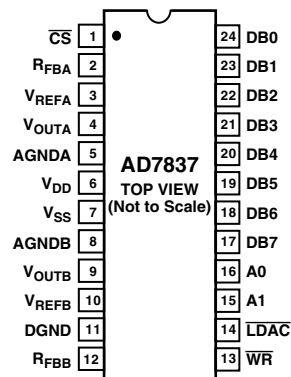 CS 1 24 DB0
RFBA 2 23 DB1
VREFA 3 22 DB2
VOUTA 4 21 DB3
AGNDA 5 20 DB4
AD7837
VDD 6 19 DB5
TOP VIEW
VSS 7 (Not to Scale) 18 DB6
AGNDB 8 17 DB7
VOUTB 9 16 A0
VREFB 10 15 A1
DGND 11 14 LDAC
RFBB 12 13 WR